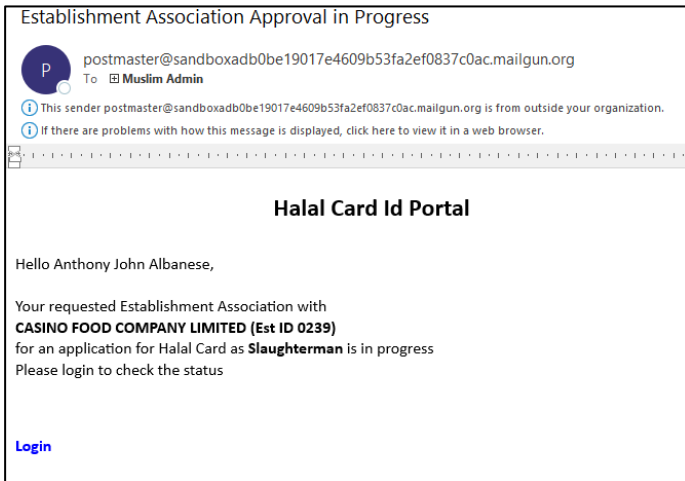 Establishment Association Approval in Progress
P
postmaster@sandboxadb0be19017e4609b53fa2ef0837c0ac.mailgun.org
To Muslim Admin
This sender postmaster@sandboxadb0be19017e4609b53fa2ef0837c0ac.mailgun.org is from outside your organization.
If there are problems with how this message is displayed, click here to view it in a web browser.
Halal Card Id Portal
Hello Anthony John Albanese,
Your requested Establishment Association with
CASINO FOOD COMPANY LIMITED (Est ID 0239)
for an application for Halal Card as Slaughterman is in progress
Please login to check the status
Login